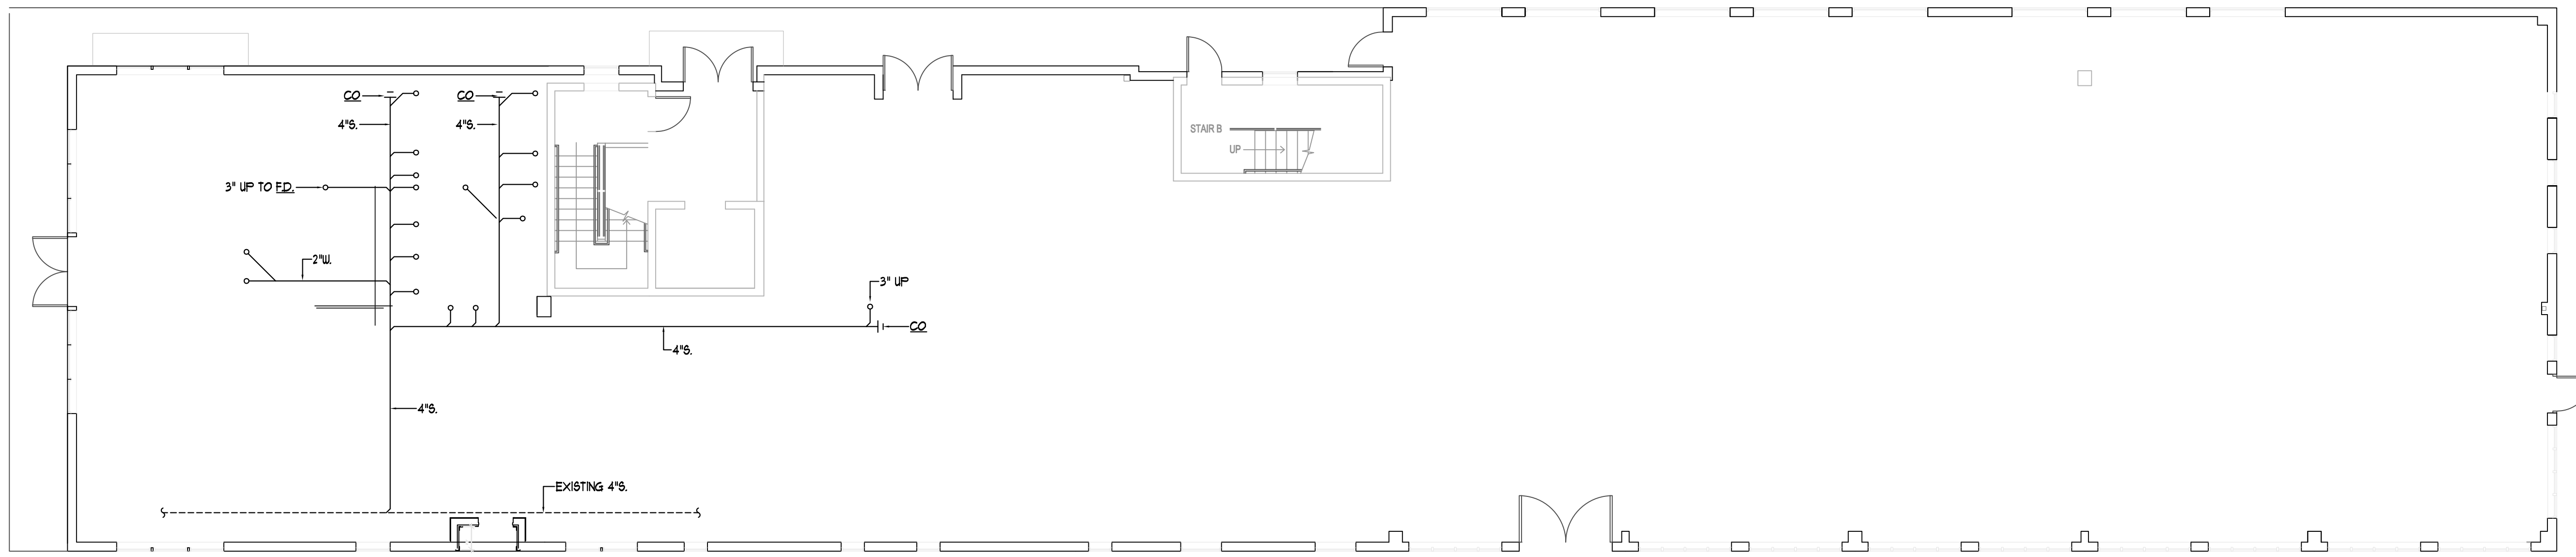 CO
CO
4"S.
4"S.
STAIR B
UP
3" UP TO F.D.
2"W.
3" UP
CO
4"S.
4"S.
EXISTING 4"S.